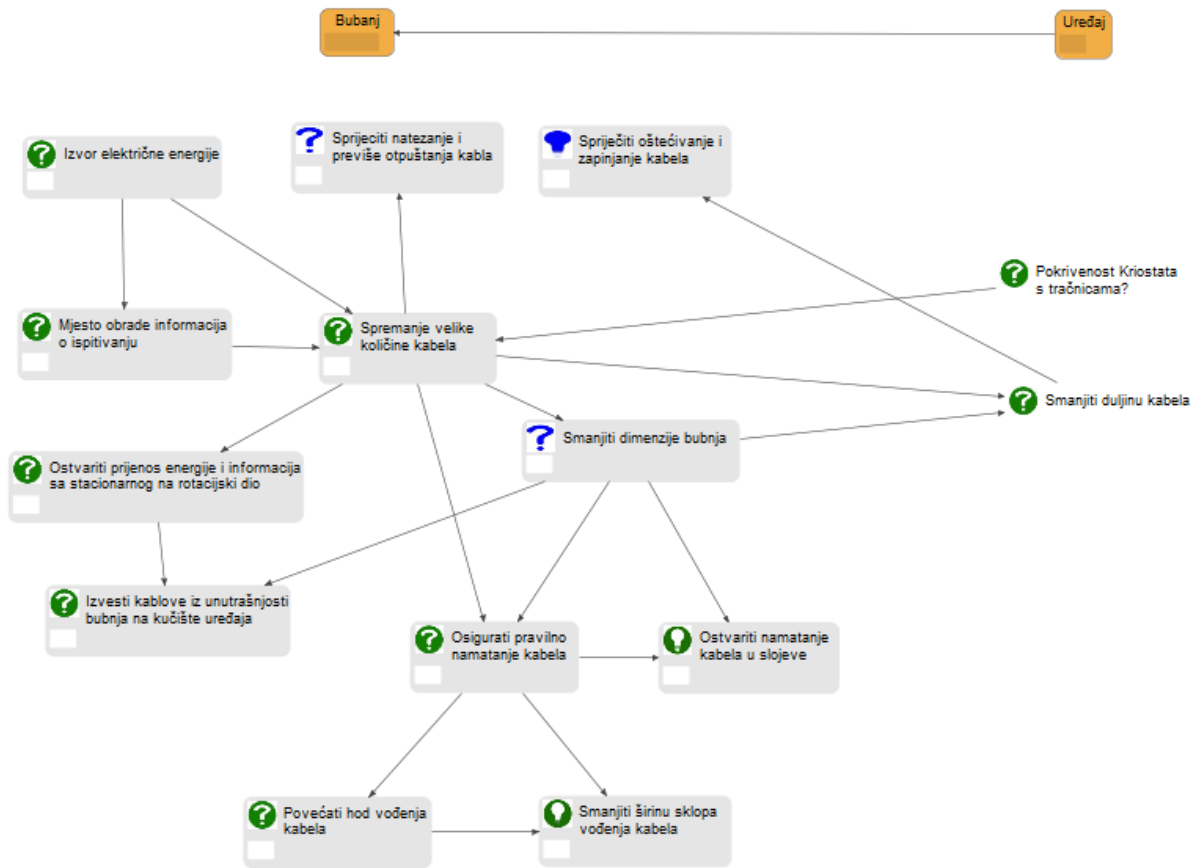 Bubanj
Uređaj
Izvor električne energije
Sprijeciti natezanje i
previše otpuštanja kabla
Spriječiti oštećivanje i
zapinjanje kabela
Pokrivenost Kriostata
s tračnicama?
Mjesto obrade informacija
o ispitivanju
Spremanje velike
količine kabela
Smanjiti duljinu kabela
Smanjiti dimenzije bubnja
Ostvariti prijenos energije i informacija
sa stacionarnog na rotacijski dio
Izvesti kablove iz unutrašnjosti
bubnja na kučište uređaja
Osigurati pravilno
namatanje kabela
Ostvariti namatanje
kabela u slojeve
Povećati hod vođenja
kabela
Smanjiti širinu sklopa
vođenja kabela